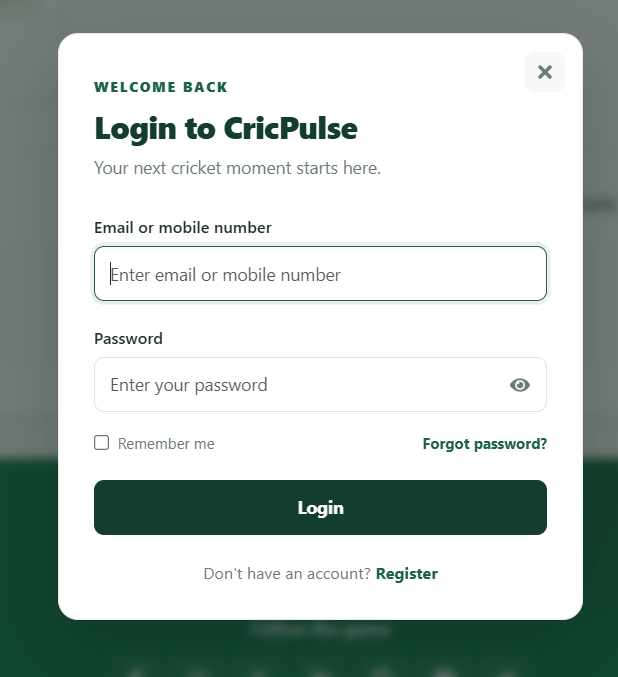 WELCOME BACK
Login to CricPulse
Your next cricket moment starts here.
Email or mobile number
Enter email or mobile number
Password
Enter your password
Remember me
Forgot password?
Login
Don't have an account? Register